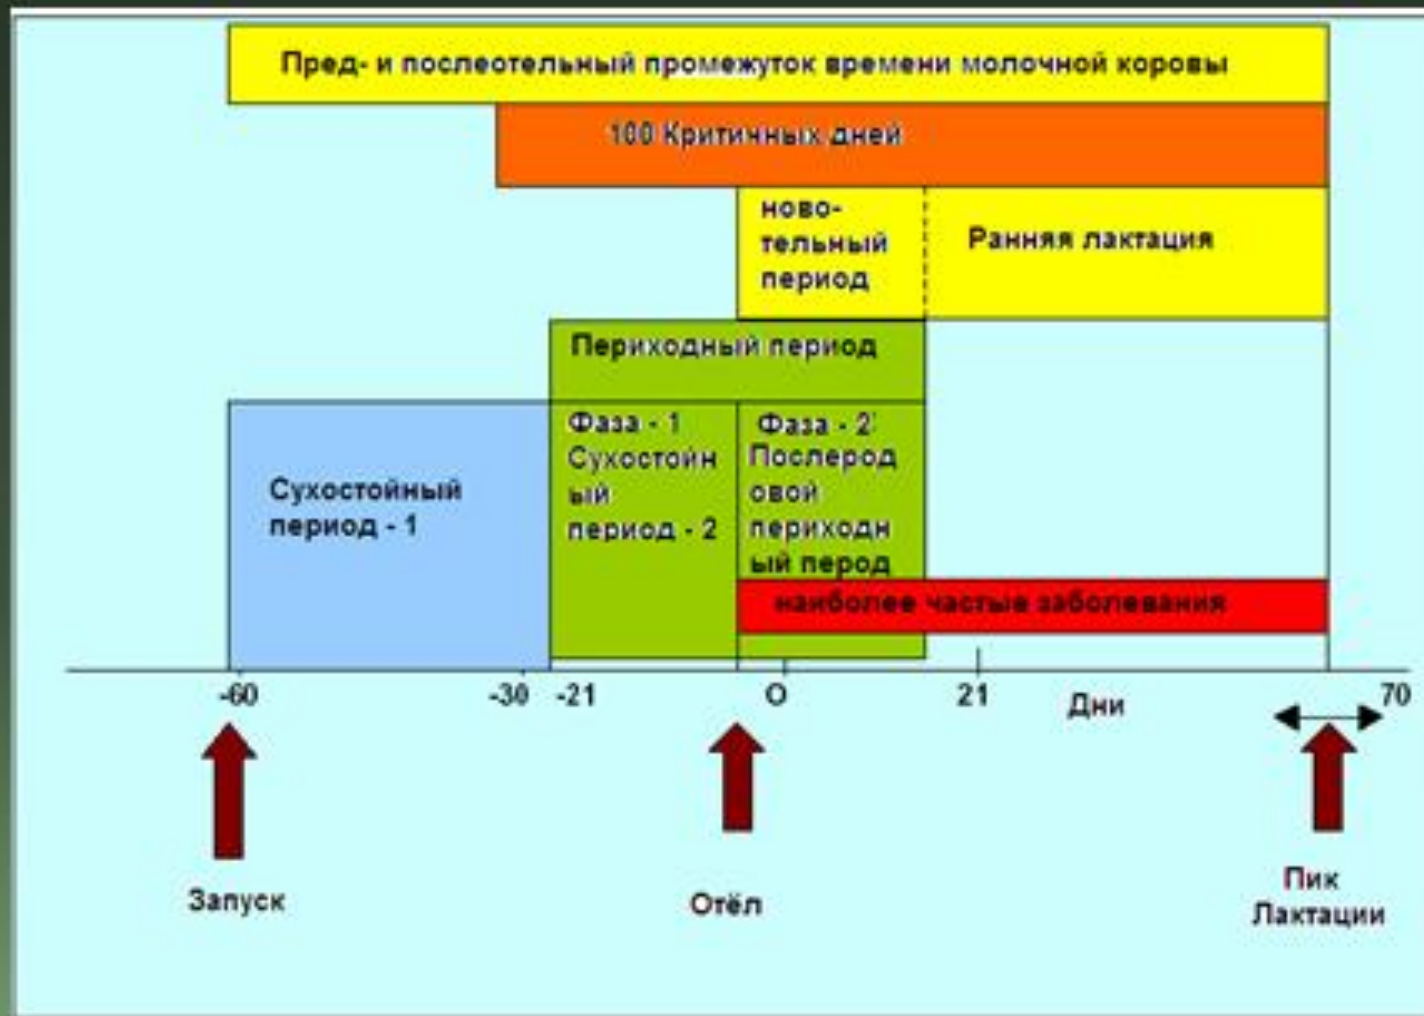 Пред- и послеотельный промежуток времени молочной коровы
100 Критичных дней
ново-
тельный
период
Ранняя лактация
Периходный период
Сухостойный
период - 1
Фаза - 1
Сухостойн
ый
период - 2
Фаза - 2
Послерод
овой
периходн
ый перод
наиболее частые заболевания
-60
-30
-21
0
21
Дни
70
Запуск
Отёл
Пик
Лактации